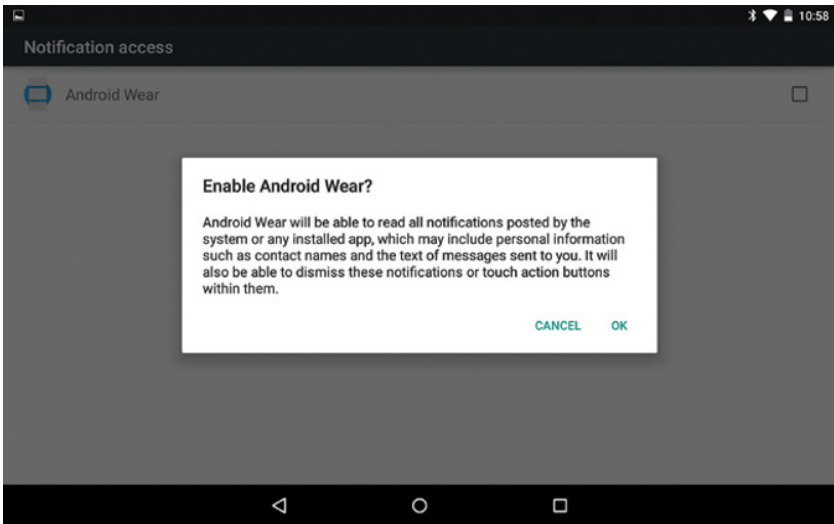 10:58
Notification access
Android Wear
Enable Android Wear?
Android Wear will be able to read all notifications posted by the
system or any installed app, which may include personal information
such as contact names and the text of messages sent to you. It will
also be able to dismiss these notifications or touch action buttons
within them.
CANCEL OK